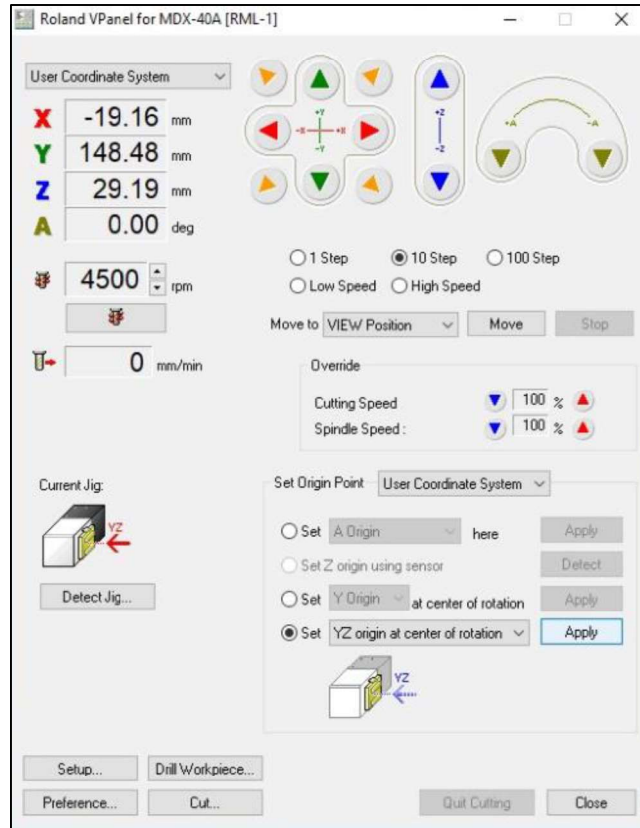 Roland VPanel for MDX-40A [RML-1]
User Coordinate System
X -19.16 mm
Y 148.48 mm
Z 29.19 mm
A 0.00 deg
+Y
-X +X
-Y
+Z
-Z
+A -A
1 Step 10 Step 100 Step
Low Speed High Speed
4500 rpm
Move to VIEW Position Move Stop
0 mm/min
Override
Cutting Speed 100 %
Spindle Speed : 100 %
Current Jig:
YZ
Detect Jig...
Set Origin Point User Coordinate System
Set A Origin here Apply
Set Z origin using sensor Detect
Set Y Origin at center of rotation Apply
Set YZ origin at center of rotation Apply
YZ
Setup... Drill Workpiece...
Preference... Cut... Quit Cutting Close